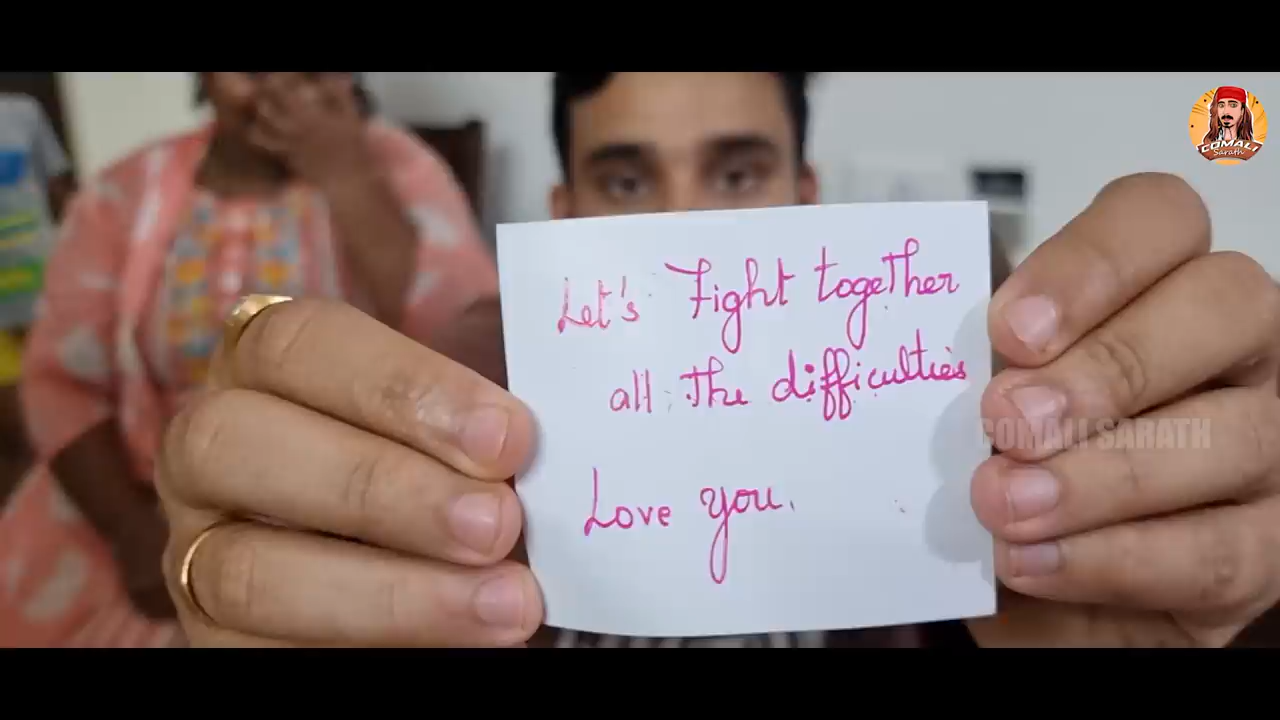 COMALI
Sarath
Let's Fight together
all the difficulties
COMALI SARATH
Love you.